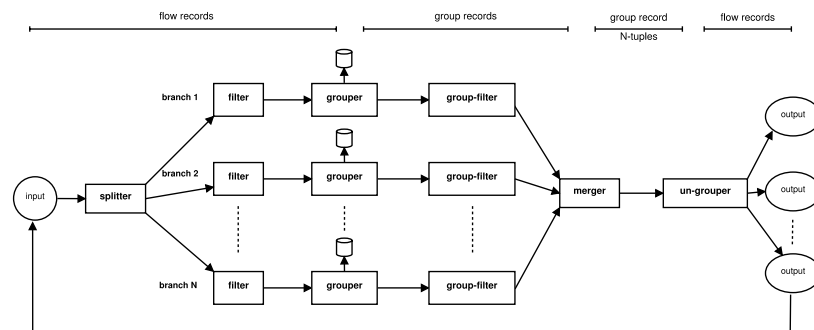 flow records
group records
group record
N-tuples
flow records
branch 1
filter
grouper
group-filter
output
branch 2
filter
grouper
group-filter
input
splitter
merger
un-grouper
output
branch N
filter
grouper
group-filter
output